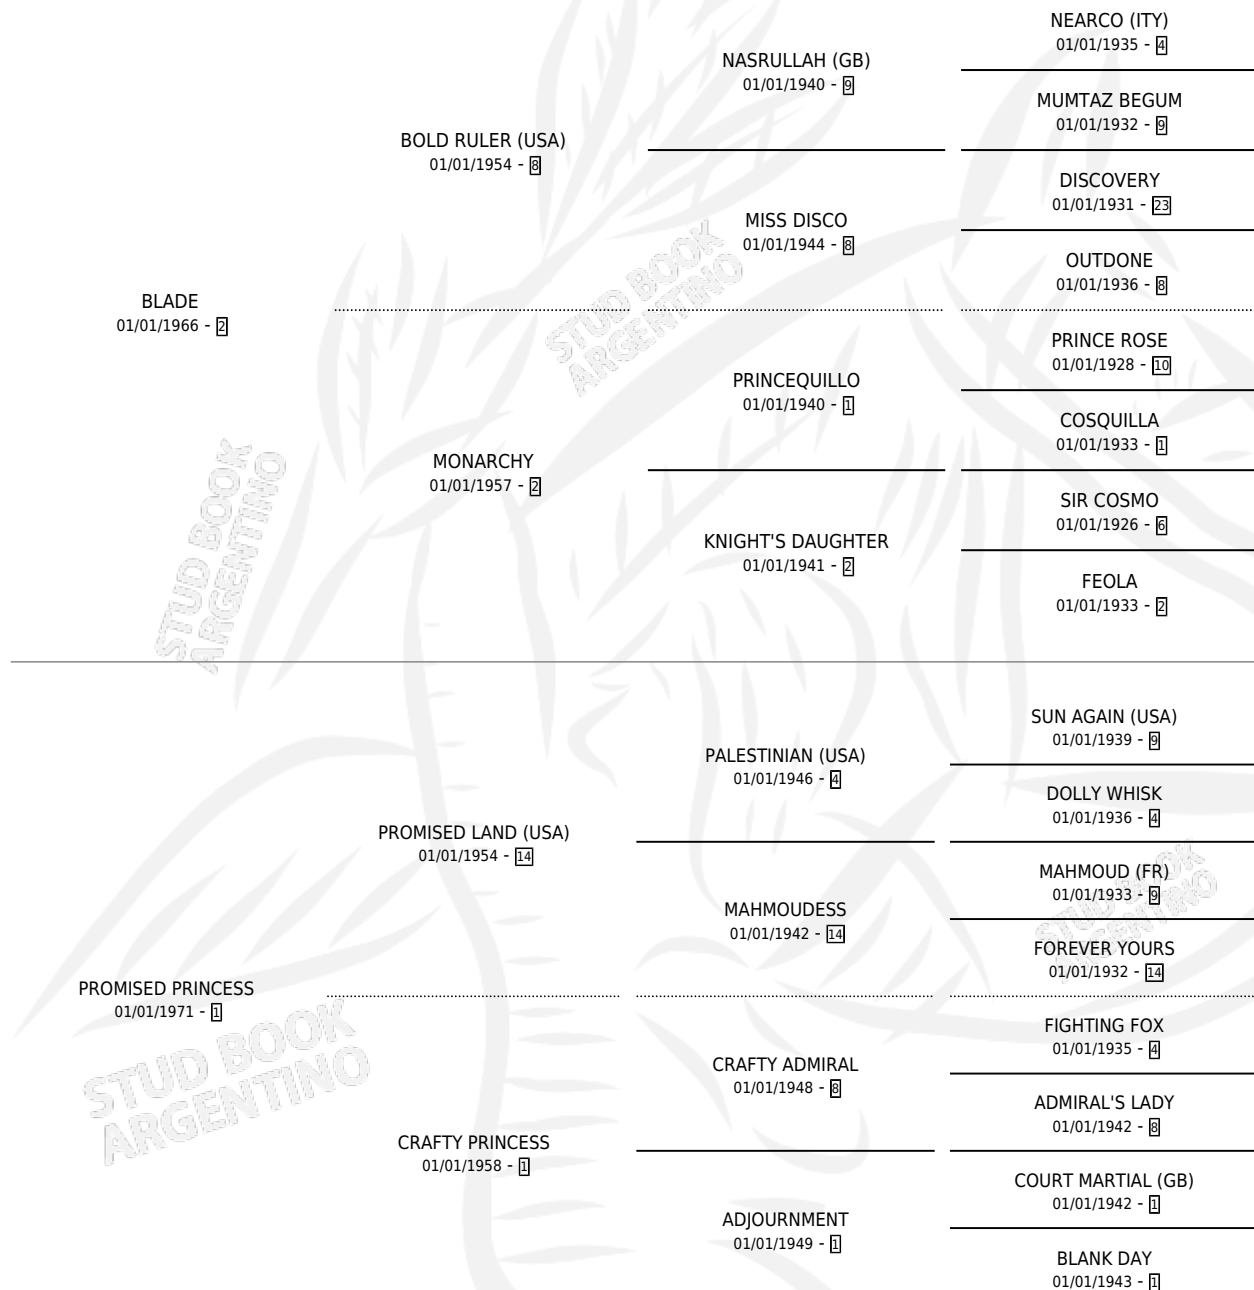 NEARCO (ITY)
01/01/1935 - 4
NASRULLAH (GB)
01/01/1940 - 9
MUMTAZ BEGUM
01/01/1932 - 9
BOLD RULER (USA)
01/01/1954 - 8
DISCOVERY
01/01/1931 - 23
MISS DISCO
01/01/1944 - 8
OUTDONE
01/01/1936 - 8
BLADE
01/01/1966 - 2
PRINCE ROSE
01/01/1928 - 10
PRINCEQUILLO
01/01/1940 - 1
COSQUILLA
01/01/1933 - 1
MONARCHY
01/01/1957 - 2
SIR COSMO
01/01/1926 - 6
KNIGHT'S DAUGHTER
01/01/1941 - 2
FEOLA
01/01/1933 - 2
SUN AGAIN (USA)
01/01/1939 - 9
PALESTINIAN (USA)
01/01/1946 - 4
DOLLY WHISK
01/01/1936 - 4
PROMISED LAND (USA)
01/01/1954 - 14
MAHMOUD (FR)
01/01/1933 - 9
MAHMOUDESS
01/01/1942 - 14
FOREVER YOURS
01/01/1932 - 14
PROMISED PRINCESS
01/01/1971 - 1
FIGHTING FOX
01/01/1935 - 4
CRAFTY ADMIRAL
01/01/1948 - 8
ADMIRAL'S LADY
01/01/1942 - 8
CRAFTY PRINCESS
01/01/1958 - 1
COURT MARTIAL (GB)
01/01/1942 - 1
ADJOURNMENT
01/01/1949 - 1
BLANK DAY
01/01/1943 - 1
STUD BOOK
ARGENTINO
STUD BOOK
ARGENTINO
STUD BOOK
ARGENTINO
STUD BOOK
ARGENTINO